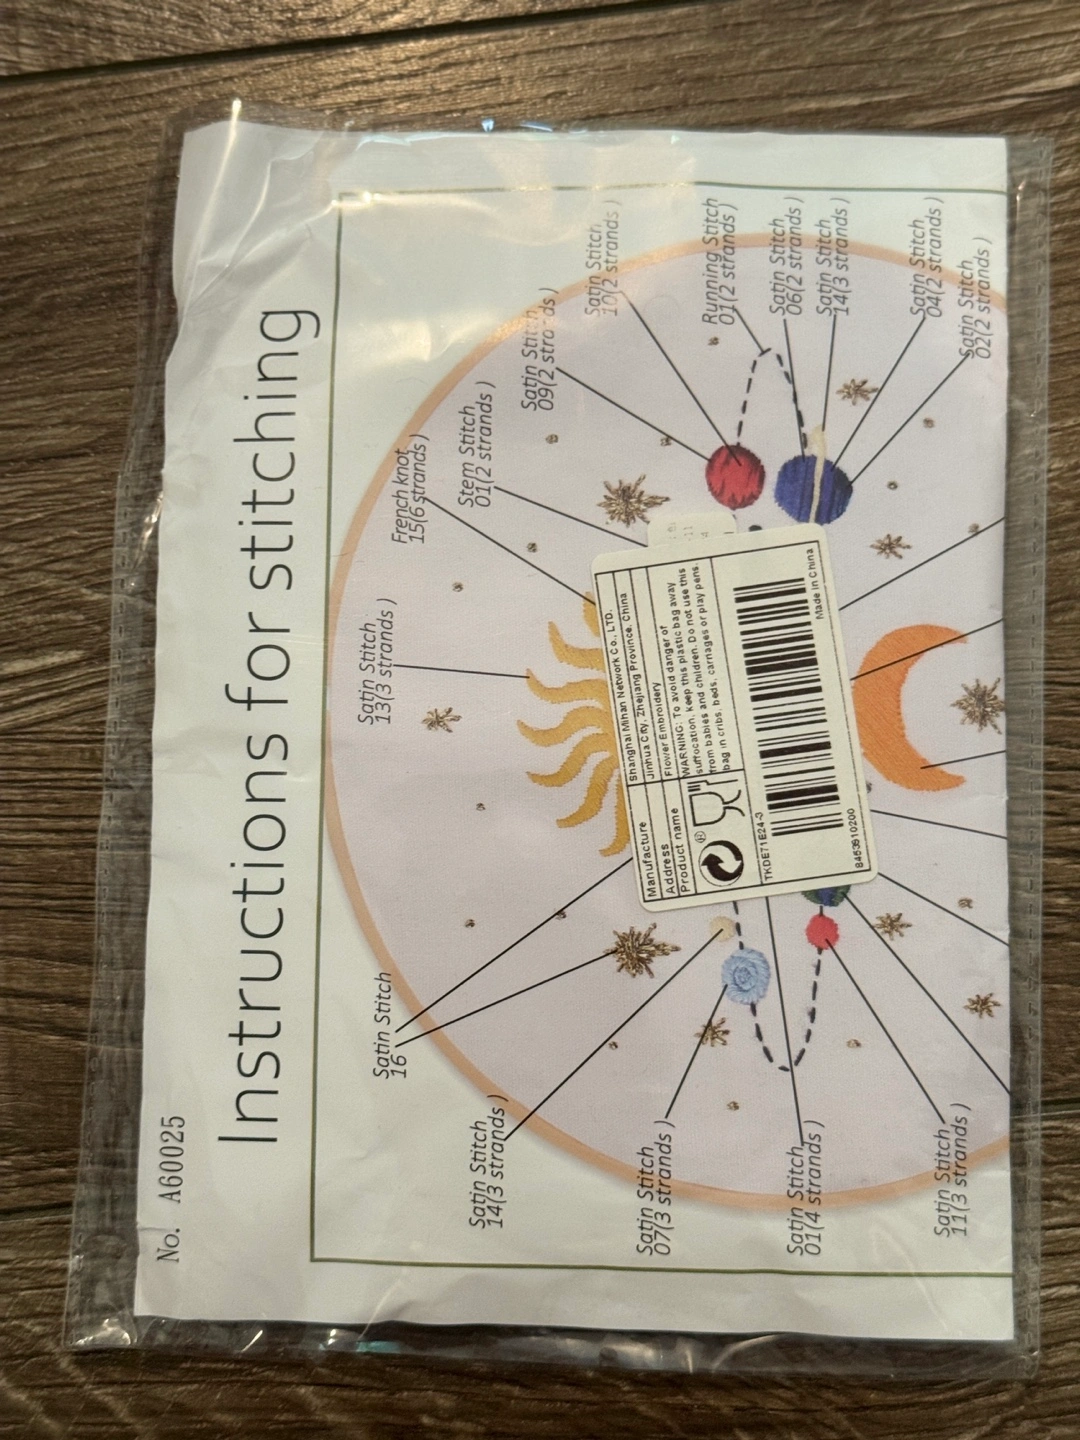 No. A60025
Instructions for stitching
Satin Stitch
16
Satin Stitch
13(3 strands )
French knot
15(6 strands )
Stem Stitch
01(2 strands )
Satin Stitch
09(2 strands )
Satin Stitch
10(2 strands )
Running Stitch
01(2 strands )
Satin Stitch
06(2 strands )
Satin Stitch
14(3 strands )
Satin Stitch
04(2 strands )
Satin Stitch
02(2 strands )
Satin Stitch
14(3 strands )
Satin Stitch
07(3 strands )
Satin Stitch
01(4 strands )
Satin Stitch
11(3 strands )
Manufacture Shanghai Mihan Network Co., LTD.
Address Jinhua City, Zhejiang Province, China
Product name Flower Embroidery
WARNING: To avoid danger of
suffocation, keep this plastic bag away
from babies and children. Do not use this
bag in cribs, beds, carriages or play pens.
TKDE71E24-3
Made in China